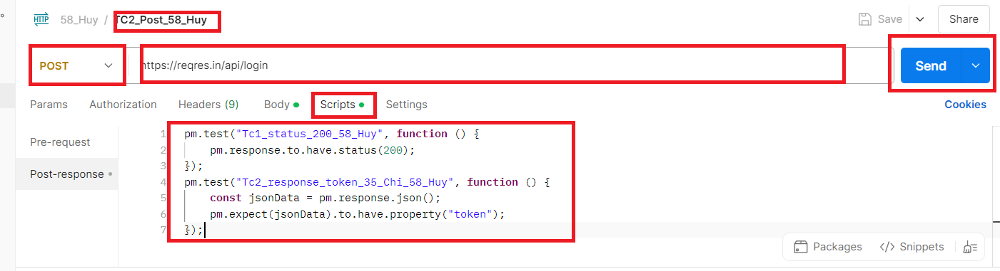 HTTP 58_Huy / TC2_Post_58_Huy Save Share
POST https://reqres.in/api/login Send
Params Authorization Headers (9) Body Scripts Settings Cookies
Pre-request
Post-response
1 pm.test("Tc1_status_200_58_Huy", function () {
2 pm.response.to.have.status(200);
3 });
4 pm.test("Tc2_response_token_35_Chi_58_Huy", function () {
5 const jsonData = pm.response.json();
6 pm.expect(jsonData).to.have.property("token");
7 });
Packages </> Snippets